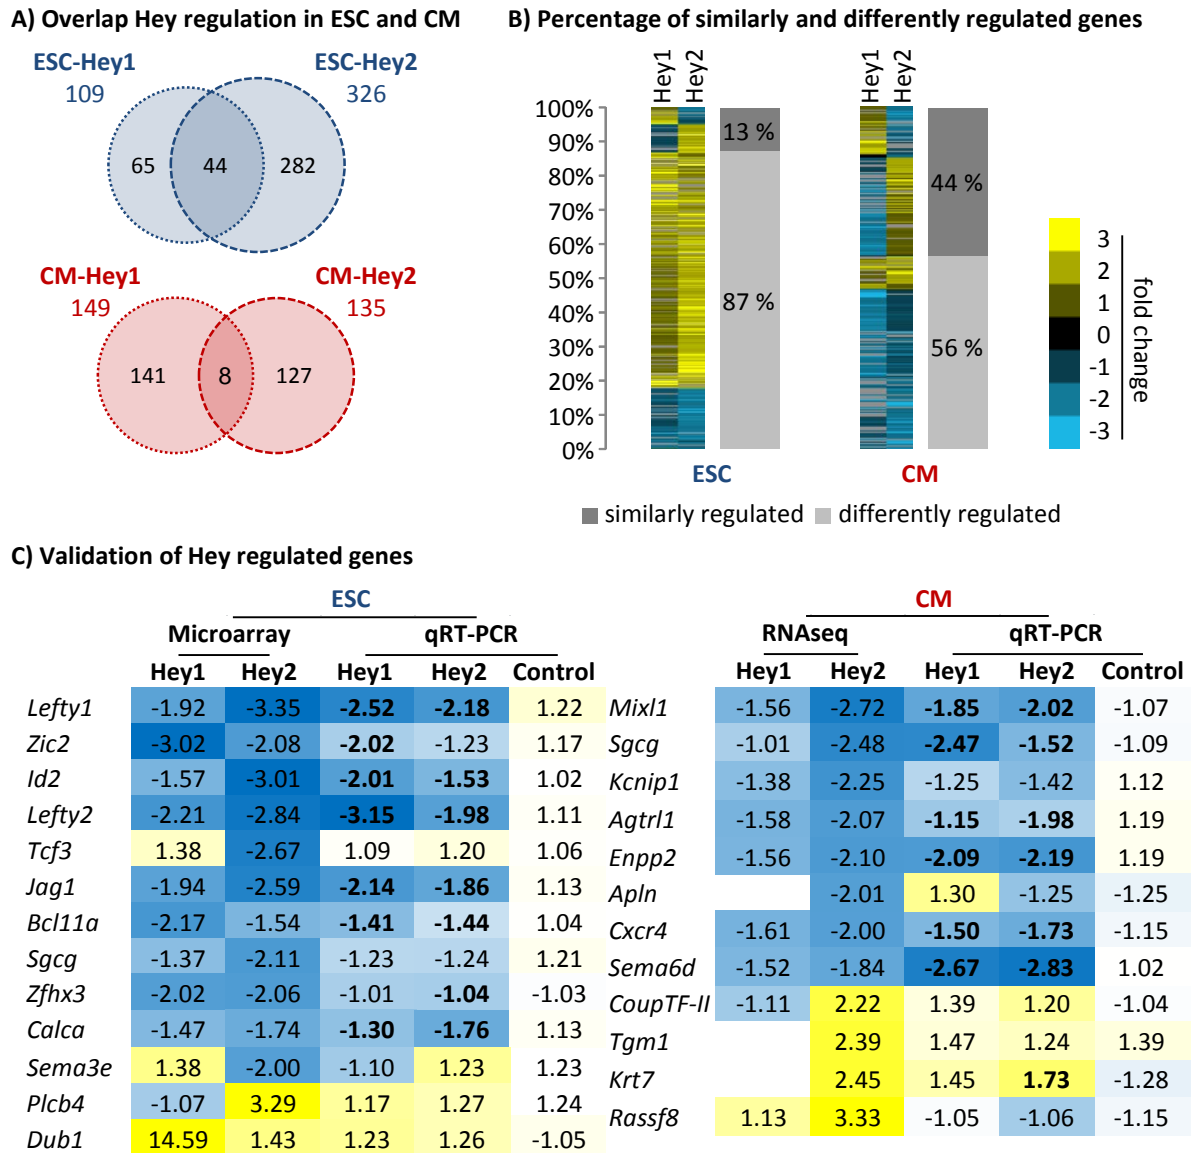 A) Overlap Hey regulation in ESC and CM
ESC-Hey1 ESC-Hey2
109 326
65 44 282
CM-Hey1 CM-Hey2
149 135
141 8 127
B) Percentage of similarly and differently regulated genes
Hey1 Hey2 Hey1 Hey2
100%
90%
80%
70%
60%
50%
40%
30%
20%
10%
0%
13 %
87 %
44 %
56 %
ESC CM
3
2
1
0
-1
-2
-3
fold change
similarly regulated differently regulated
C) Validation of Hey regulated genes
ESC
Microarray qRT-PCR
Hey1 Hey2 Hey1 Hey2 Control
Lefty1 -1.92 -3.35 -2.52 -2.18 1.22
Zic2 -3.02 -2.08 -2.02 -1.23 1.17
Id2 -1.57 -3.01 -2.01 -1.53 1.02
Lefty2 -2.21 -2.84 -3.15 -1.98 1.11
Tcf3 1.38 -2.67 1.09 1.20 1.06
Jag1 -1.94 -2.59 -2.14 -1.86 1.13
Bcl11a -2.17 -1.54 -1.41 -1.44 1.04
Sgcg -1.37 -2.11 -1.23 -1.24 1.21
Zfhx3 -2.02 -2.06 -1.01 -1.04 -1.03
Calca -1.47 -1.74 -1.30 -1.76 1.13
Sema3e 1.38 -2.00 -1.10 1.23 1.23
Plcb4 -1.07 3.29 1.17 1.27 1.24
Dub1 14.59 1.43 1.23 1.26 -1.05
CM
RNAseq qRT-PCR
Hey1 Hey2 Hey1 Hey2 Control
Mixl1 -1.56 -2.72 -1.85 -2.02 -1.07
Sgcg -1.01 -2.48 -2.47 -1.52 -1.09
Kcnip1 -1.38 -2.25 -1.25 -1.42 1.12
Agtrl1 -1.58 -2.07 -1.15 -1.98 1.19
Enpp2 -1.56 -2.10 -2.09 -2.19 1.19
Apln -2.01 1.30 -1.25 -1.25
Cxcr4 -1.61 -2.00 -1.50 -1.73 -1.15
Sema6d -1.52 -1.84 -2.67 -2.83 1.02
CoupTF-II -1.11 2.22 1.39 1.20 -1.04
Tgm1 2.39 1.47 1.24 1.39
Krt7 2.45 1.45 1.73 -1.28
Rassf8 1.13 3.33 -1.05 -1.06 -1.15